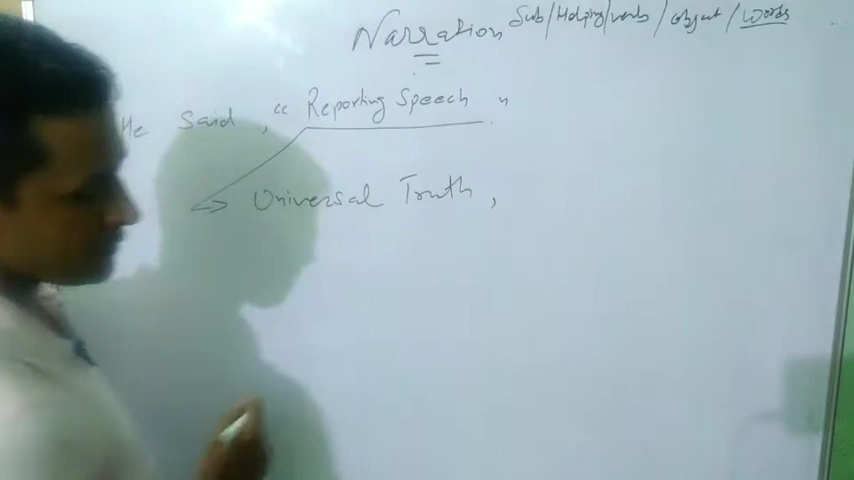 Narration Sub/Helping/verb/object/words
He Said, "Reporting Speech"
→ Universal Truth,